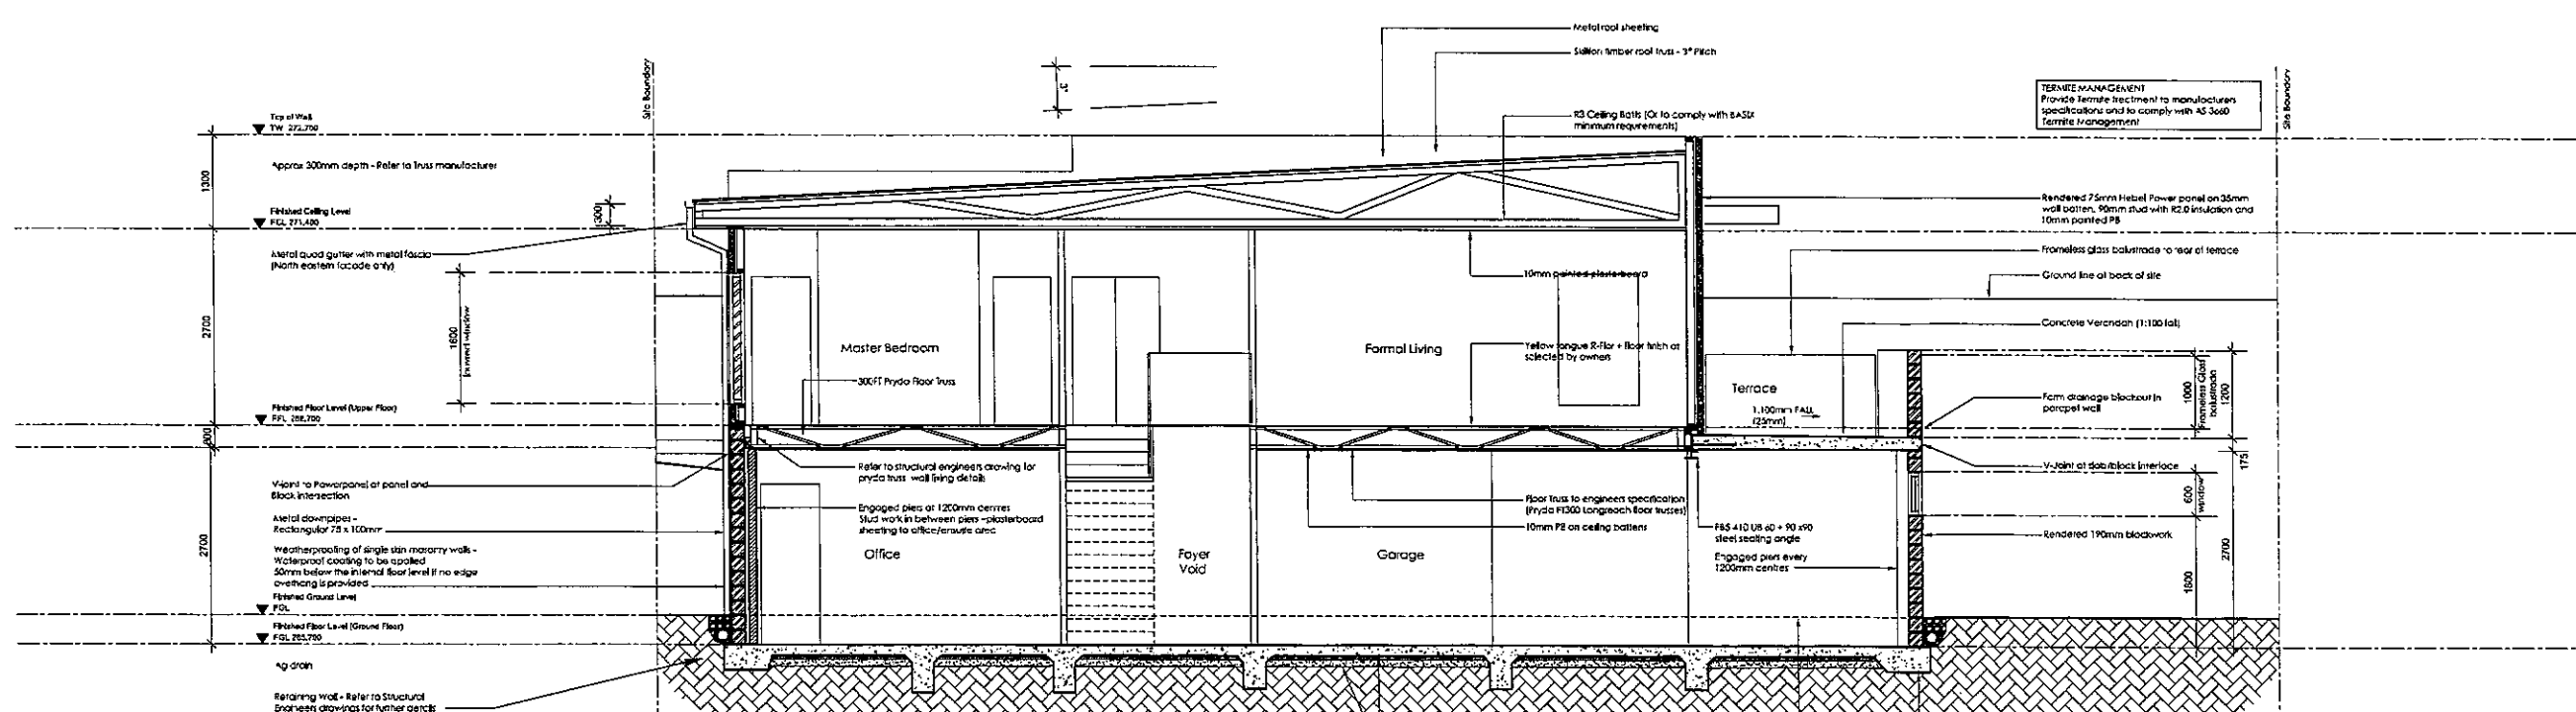 Metal roof sheeting
Skillion timber roof truss - 3° Pitch
R3 Ceiling Batts (Or to comply with BASIX
minimum requirements)
TERMITE MANAGEMENT
Provide Termite treatment to manufacturers
specifications and to comply with AS 3660
Termite Management
Site Boundary
Site Boundary
3°
Top of Wall
TW 272,700
Approx 300mm depth - Refer to Truss manufacturer
1300
300
Finished Ceiling Level
FCL 271,400
Metal quad gutter with metal fascia
(North eastern facade only)
2700
1800
louvred window
Finished Floor Level (Upper Floor)
FFL 268,700
300
V-joint to Powerpanel at panel and
Block intersection
Metal downpipes -
Rectangular 75 x 100mm
2700
Weatherproofing of single skin masonry walls -
Waterproof coating to be applied
50mm below the internal floor level if no edge
overhang is provided
Finished Ground Level
FGL
Finished Floor Level (Ground Floor)
FGL 265,700
Ag drain
Retaining Wall - Refer to Structural
Engineers drawings for further details
Master Bedroom
300FT Pryda Floor Truss
Formal Living
10mm painted plasterboard
Yellow tongue R-Flor + floor finish as
selected by owners
Terrace
1:100mm FALL
(25mm)
Refer to structural engineers drawing for
pryda truss wall fixing details
Engaged piers at 1200mm centres
Stud work in between piers - plasterboard
sheeting to office/ensuite area
Office
Foyer
Void
Garage
Floor Truss to engineers specification
(Pryda FT300 Longreach floor trusses)
10mm PB on ceiling battens
FBS 410 UB 60 + 90 x90
steel seating angle
Engaged piers every
1200mm centres
Rendered 75mm Hebel Power panel on 35mm
wall batten, 90mm stud with R2.0 insulation and
10mm painted PB
Frameless glass balustrade to rear of terrace
Ground line at back of site
Concrete Verandah (1:100 fall)
Form drainage blockout in
parapet wall
V-Joint at slab/block interface
Rendered 190mm blockwork
1000
Frameless Glass
balustrade
1200
175
600
window
2700
1800